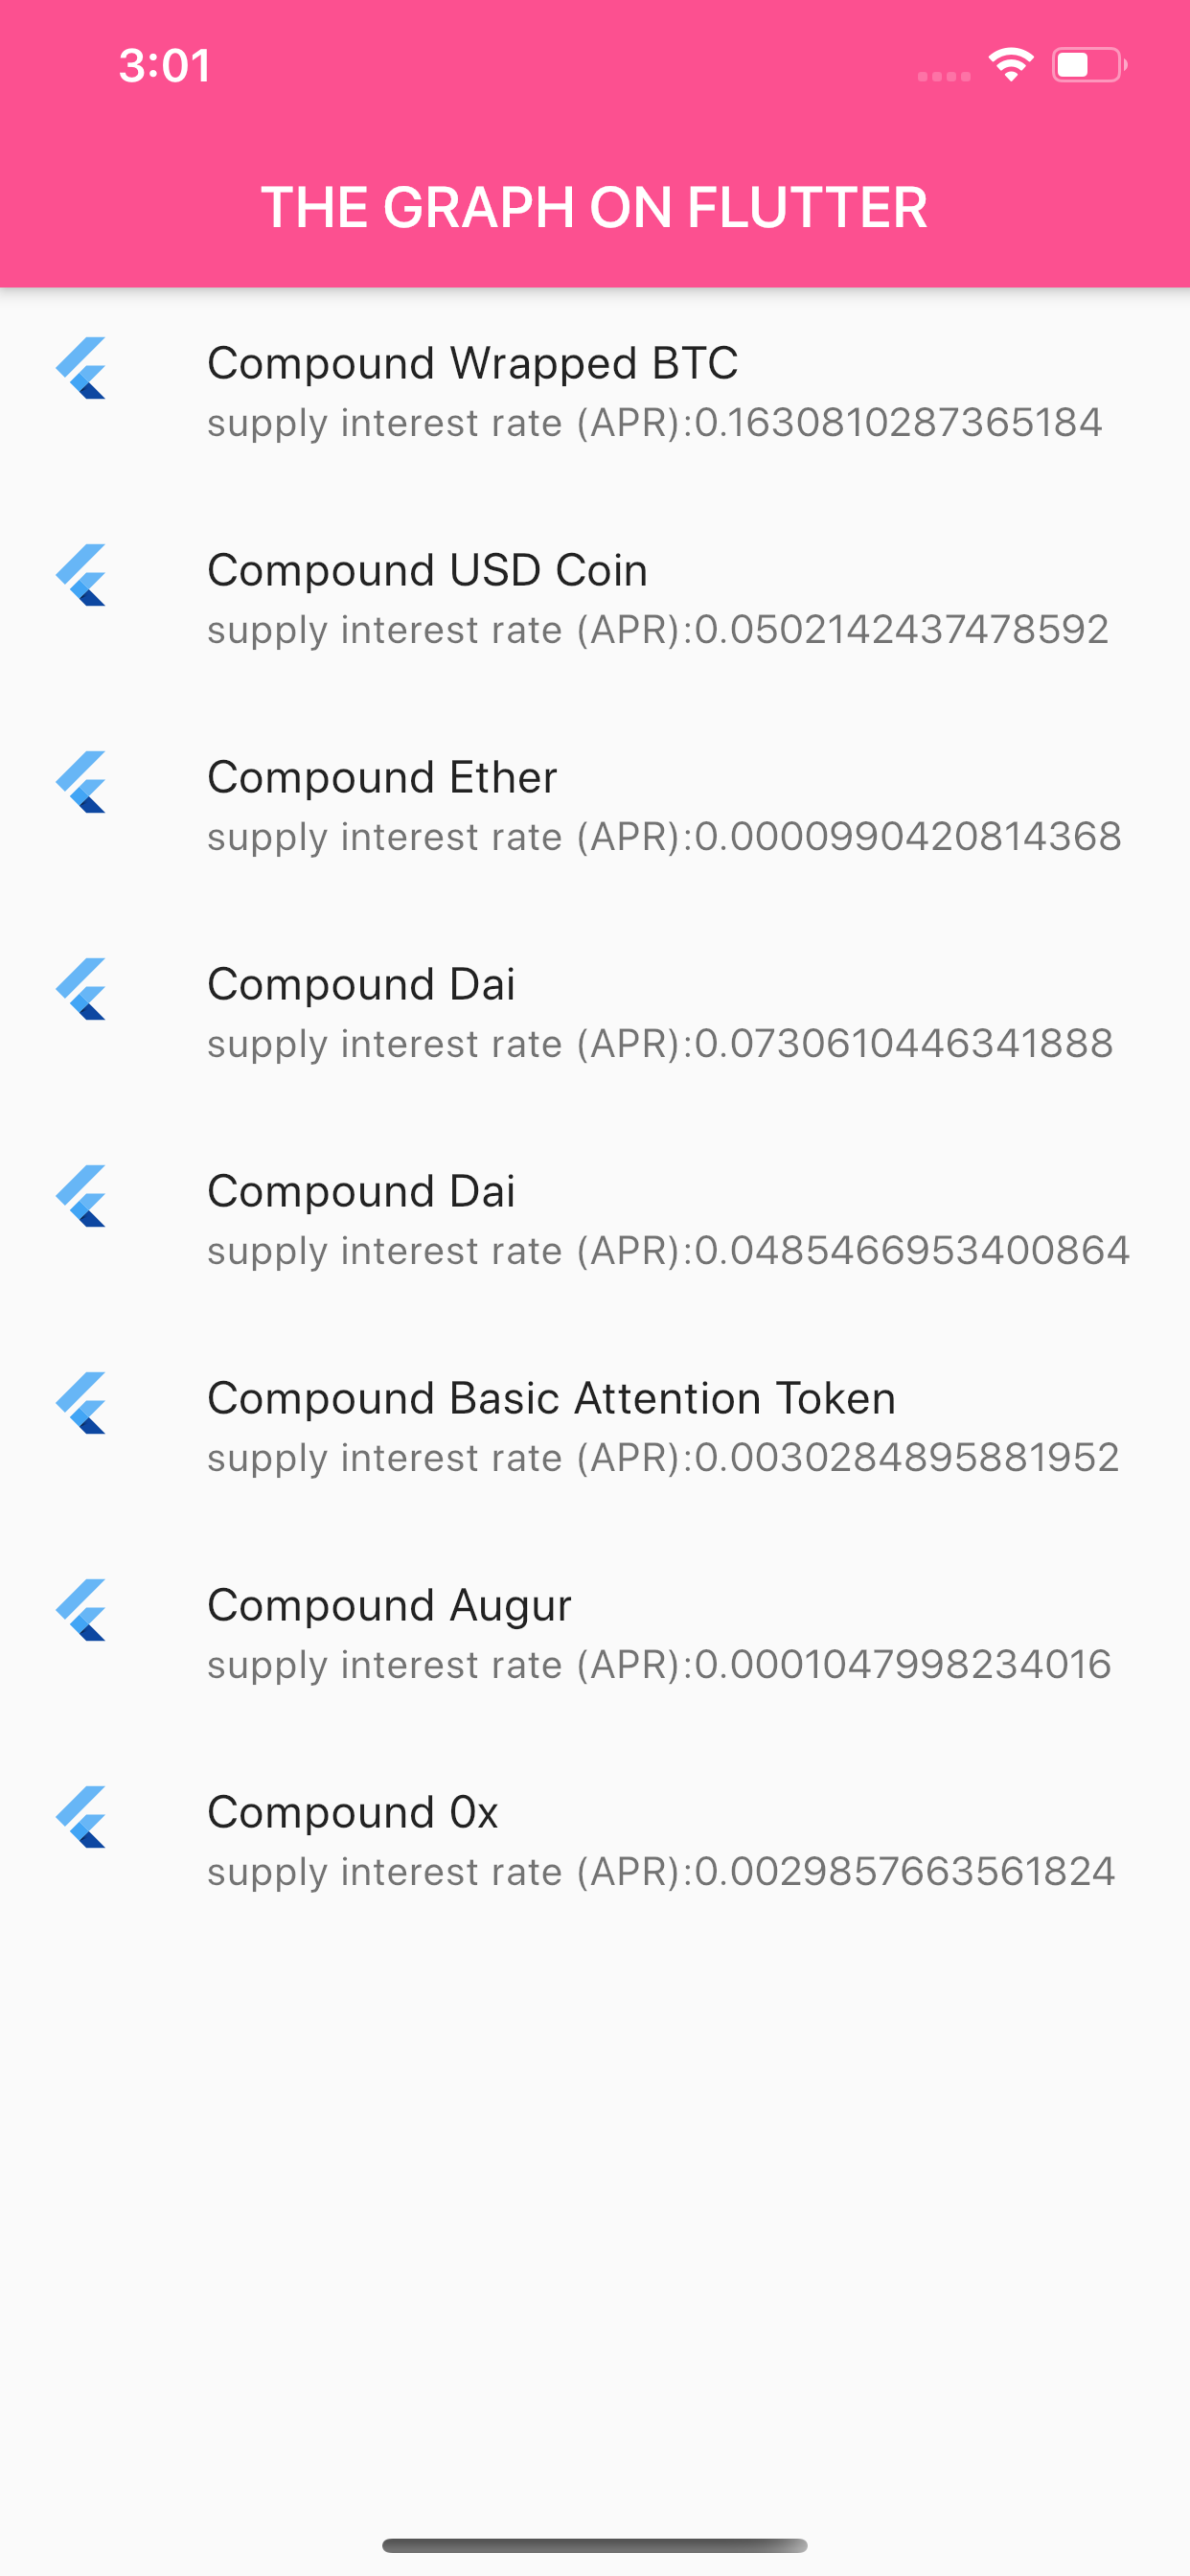 3:01
THE GRAPH ON FLUTTER
Compound Wrapped BTC
supply interest rate (APR):0.1630810287365184
Compound USD Coin
supply interest rate (APR):0.0502142437478592
Compound Ether
supply interest rate (APR):0.0000990420814368
Compound Dai
supply interest rate (APR):0.0730610446341888
Compound Dai
supply interest rate (APR):0.0485466953400864
Compound Basic Attention Token
supply interest rate (APR):0.0030284895881952
Compound Augur
supply interest rate (APR):0.0001047998234016
Compound 0x
supply interest rate (APR):0.0029857663561824